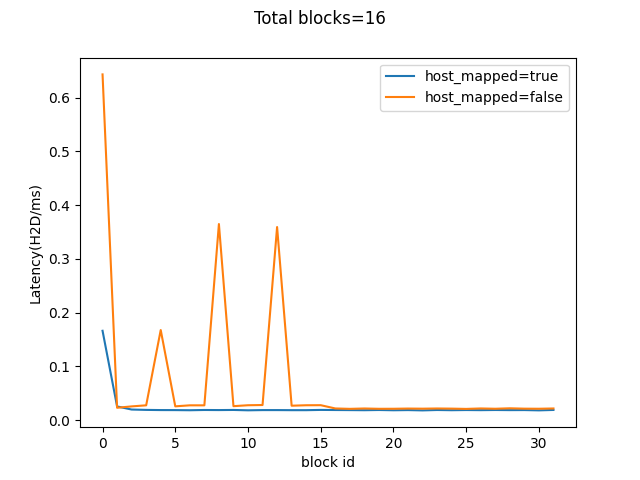 Total blocks=16
host_mapped=true
host_mapped=false
Latency(H2D/ms)
0.6
0.5
0.4
0.3
0.2
0.1
0.0
0 5 10 15 20 25 30
block id